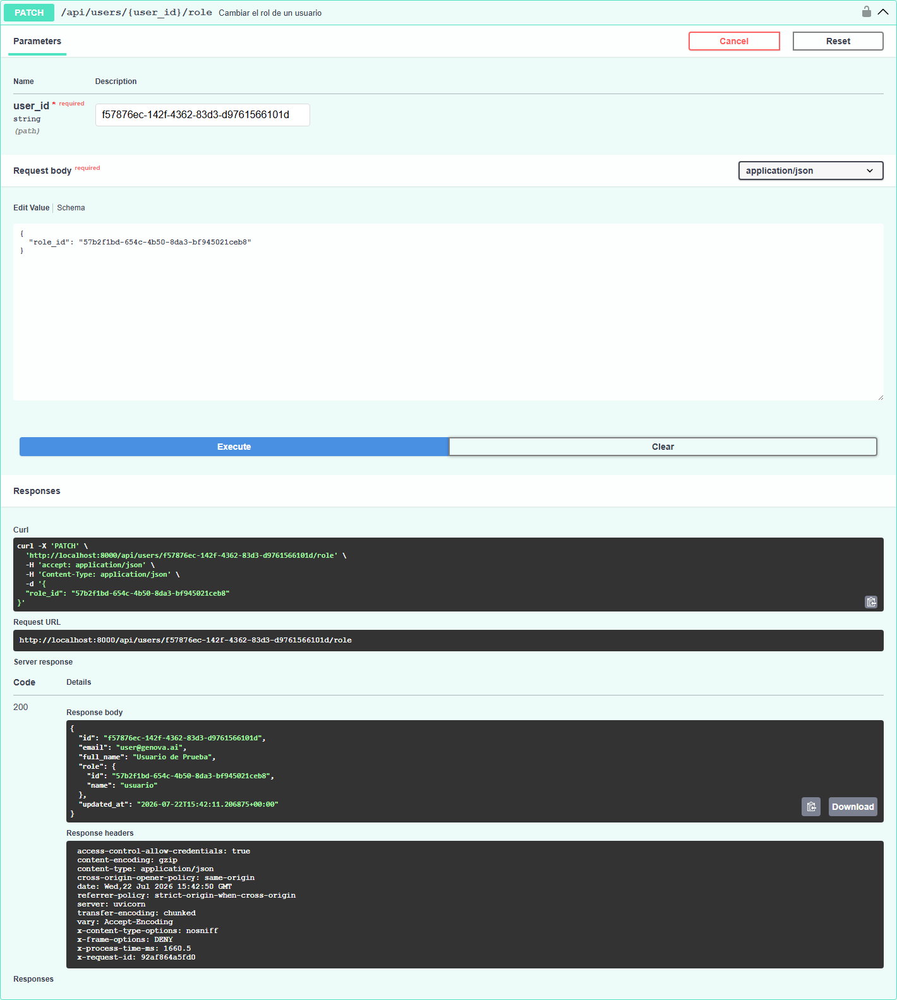 PATCH /api/users/{user_id}/role Cambiar el rol de un usuario
Parameters
Cancel
Reset
Name Description
user_id * required
string
(path)
f57876ec-142f-4362-83d3-d9761566101d
Request body required
application/json
Edit Value Schema
{
  "role_id": "57b2f1bd-654c-4b50-8da3-bf945021ceb8"
}
Execute
Clear
Responses
Curl
curl -X 'PATCH' \
  'http://localhost:8000/api/users/f57876ec-142f-4362-83d3-d9761566101d/role' \
  -H 'accept: application/json' \
  -H 'Content-Type: application/json' \
  -d '{
  "role_id": "57b2f1bd-654c-4b50-8da3-bf945021ceb8"
}'
Request URL
http://localhost:8000/api/users/f57876ec-142f-4362-83d3-d9761566101d/role
Server response
Code Details
200
Response body
{
  "id": "f57876ec-142f-4362-83d3-d9761566101d",
  "email": "user@genova.ai",
  "full_name": "Usuario de Prueba",
  "role": {
    "id": "57b2f1bd-654c-4b50-8da3-bf945021ceb8",
    "name": "usuario"
  },
  "updated_at": "2026-07-22T15:42:11.206875+00:00"
}
Download
Response headers
access-control-allow-credentials: true
content-encoding: gzip
content-type: application/json
cross-origin-opener-policy: same-origin
date: Wed,22 Jul 2026 15:42:50 GMT
referrer-policy: strict-origin-when-cross-origin
server: uvicorn
transfer-encoding: chunked
vary: Accept-Encoding
x-content-type-options: nosniff
x-frame-options: DENY
x-process-time-ms: 1660.5
x-request-id: 92af864a5fd0
Responses